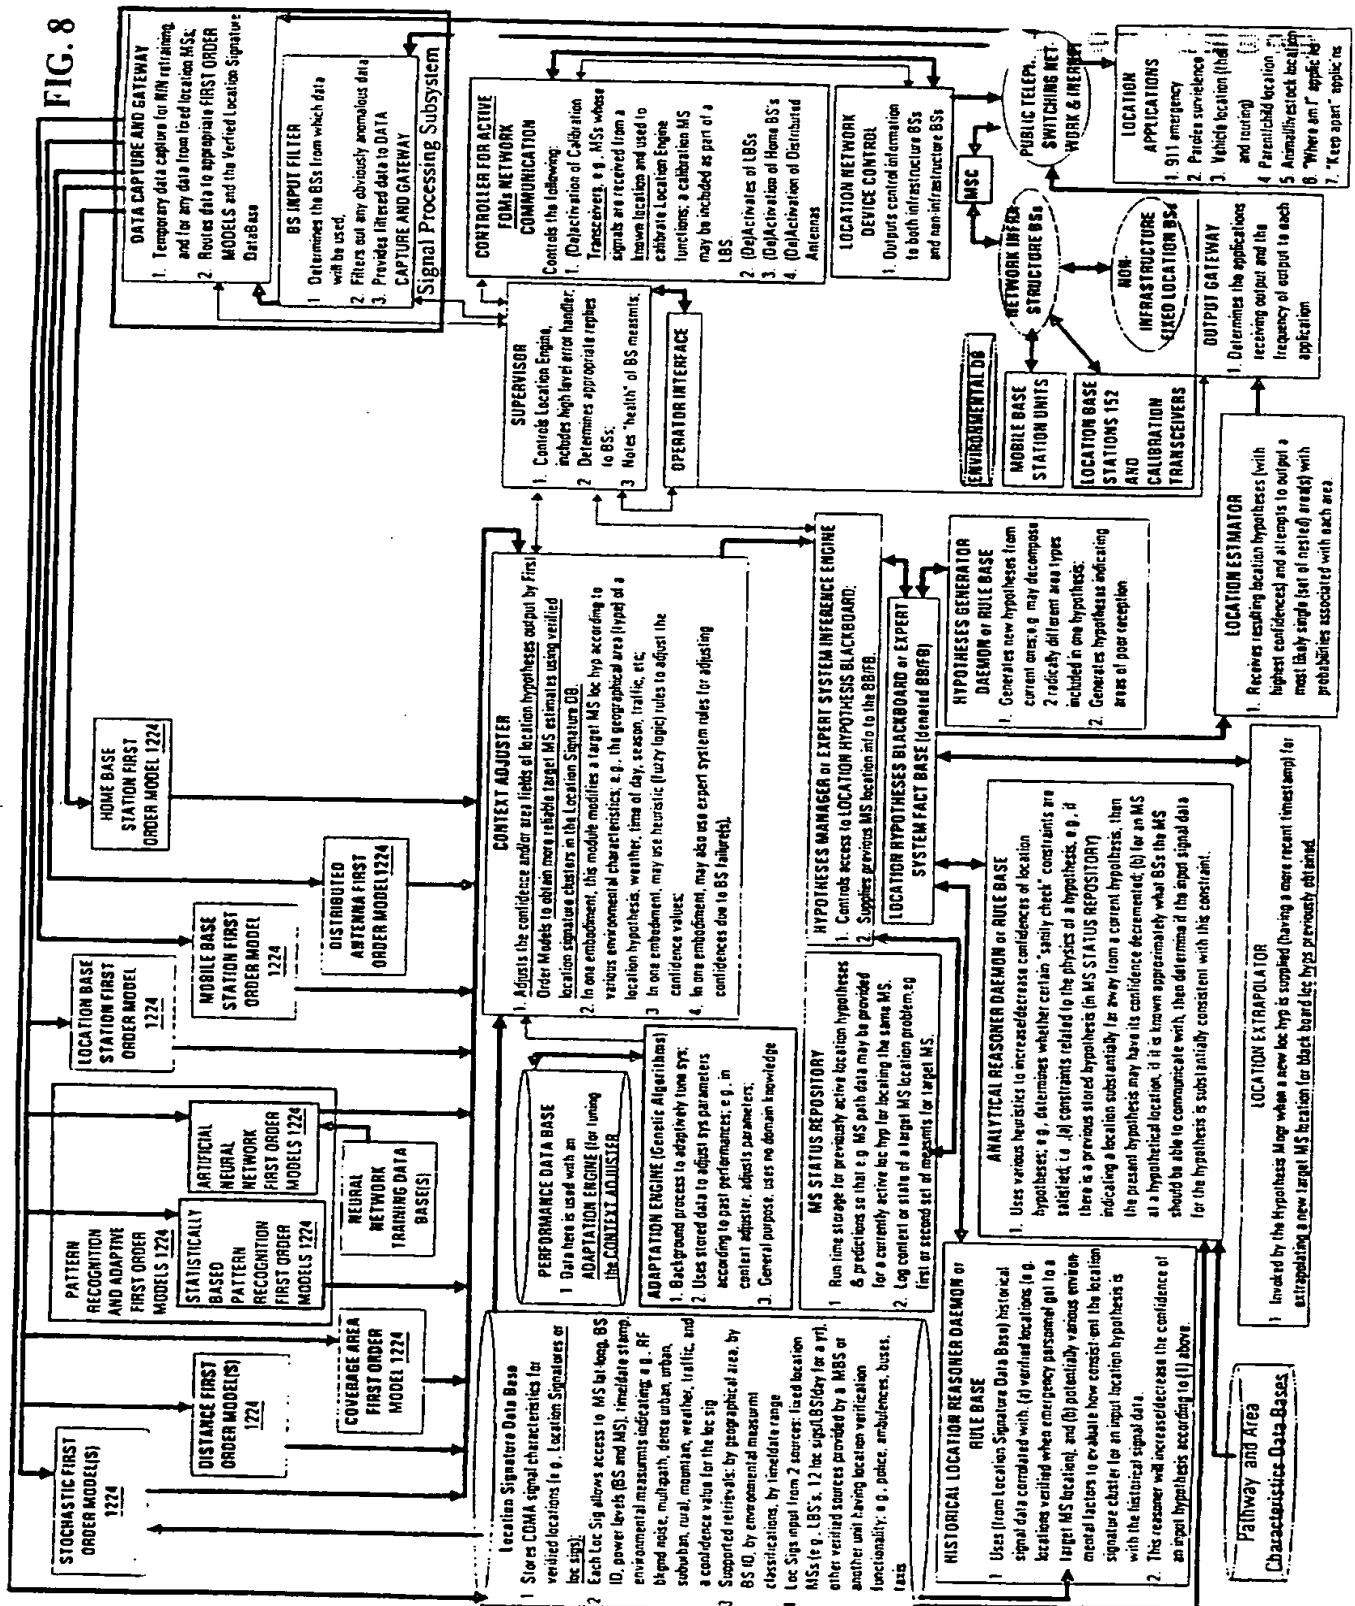 FIG. 8
DATA CAPTURE AND GATEWAY
1. Temporary data capture for N/N retraining
and for any data from fixed location MSs;
2. Routes data to appropriate FIRST ORDER
MODELS and the Verified Location Signature
DataBase
BS INPUT FILTER
1 Determines the BSs from which data
will be used,
2. Filters out any obviously anomalous data;
3. Provides filtered data to DATA
CAPTURE AND GATEWAY
Signal Processing Subsystem
CONTROLLER FOR ACTIVE
FOMs NETWORK
COMMUNICATION
Controls the following:
1. (De)activation of Calibration
Transceivers, e.g. MSs whose
signals are received from a
known location and used to
calibrate Location Engine
functions; a calibration MS
may be included as part of a
LBS.
2. (De)Activates of LBSs
3. (De)Activation of Home BS's
4. (De)Activation of Distributed
Antennas
LOCATION NETWORK
DEVICE CONTROL
1. Outputs control information
to both infrastructure BSs
and non-infrastructure BSs
MSC
PUBLIC TELEPH.
SWITCHING NET-
WORK &
LOCATION
APPLICATIONS
1. 911 emergency
2. Parolee
3. Vehicle location
and routing)
4 Parent/child location
5. Animal/livestock location
6. "Where am I" applic'ns
7. "Keep apart" applic'ns
SUPERVISOR
1. Controls Location Engine,
includes high level error handler,
2 Determines appropriate replies
to BSs;
3 Notes "health" of BS measmts;
OPERATOR INTERFACE
ENVIRONMENTAL DB
MOBILE BASE
STATION UNITS
LOCATION BASE
STATIONS 152
AND
CALIBRATION
TRANSCEIVERS
NETWORK INFRA
STRUCTURE BSs
NON-
INFRASTRUCTURE
FIXED LOCATION BSs
OUTPUT GATEWAY
1. Determines the applications
receiving output and the
frequency of output to each
application
HOME BASE
STATION FIRST
ORDER MODEL 1224
DISTRIBUTED
ANTENNA FIRST
ORDER MODEL 1224
MOBILE BASE
STATION FIRST
ORDER MODEL
1224
LOCATION BASE
STATION FIRST
ORDER MODEL
1224
PATTERN
RECOGNITION
AND ADAPTIVE
FIRST ORDER
MODELS 1224
ARTIFICIAL
NEURAL
NETWORK
FIRST ORDER
MODELS 1224
STATISTICALLY
BASED
PATTERN
RECOGNITION
FIRST ORDER
MODELS 1224
NEURAL
NETWORK
TRAINING DATA
BASE(S)
COVERAGE AREA
FIRST ORDER
MODEL 1224
DISTANCE FIRST
ORDER MODEL(S)
1224
STOCHASTIC FIRST
ORDER MODEL(S)
1224
CONTEXT ADJUSTER
1. Adjusts the confidence and/or area fields of location hypotheses output by First
Order Models to obtain more reliable target MS estimates using verified
location signature clusters in the Location Signature DB.
2. In one embodiment, this module modifies a target MS loc hyp according to
various environmental characteristics; e.g., the geographical area (type) of a
location hypothesis, weather, time of day, season, traffic, etc;
3 In one embodiment, may use heuristic (fuzzy logic) rules to adjust the
confidence values;
4. In one embodiment, may also use expert system rules for adjusting
confidences due to BS failure(s),
PERFORMANCE DATA BASE
1 Data here is used with an
ADAPTATION ENGINE (for tuning
the CONTEXT ADJUSTER
ADAPTATION ENGINE (Genetic Algorithms)
1. Background process to adaptively tune sys;
2. Uses stored data to adjust sys parameters
according to past performances; e.g. in
context adjuster, adjusts parameters;
3. General purpose, uses no domain knowledge
MS STATUS REPOSITORY
1 Run time storage for previously active location hypotheses
& predictions so that e.g. MS path data may be provided
for a currently active loc hyp for locating the same MS.
2. Log context or state of a target MS location problem,eg
first or second set of measmts for target MS.
HYPOTHESES MANAGER or EXPERT SYSTEM INFERENCE ENGINE
1. Controls access to LOCATION HYPOTHESIS BLACKBOARD;
2. Supplies previous MS location into to the BB/FB.
LOCATION HYPOTHESES BLACKBOARD or EXPERT
SYSTEM FACT BASE (denoted BB/FB)
HYPOTHESES GENERATOR
DAEMON or RULE BASE
1. Generates new hypotheses from
current ones;e.g may decompose
2 radically different area types
included in one hypothesis;
2. Generates hypotheses indicating
areas of poor reception
LOCATION ESTIMATOR
1. Receives resulting location hypotheses (with
highest confidences) and attempts to output a
most likely single (set of nested) area(s) with
probabilities associated with each area.
Location Signature Data Base
1 Stores CDMA signal characteristics for
verified locations (e.g., Location Signatures or
loc sigs);
2 Each Loc Sig allows access to MS lat-long, BS
ID, power levels (BS and MS), time/date stamp,
environmental measurmts indicating; e.g. RF
bkgnd noise, multipath, dense urban, urban,
suburban, rural, mountain, weather, traffic, and
a confidence value for the loc sig
3 Supported retrievals: by geographical area, by
BS ID, by environmental measurmt
classifications, by time/date range
Loc Sigs input from 2 sources: fixed location
MSs (e.g. LBS's, 12 loc sigs/LBS/day for a yr),
other verified sources provided by a MBS or
another unit having location verification
functionality: e.g. police, ambulances, buses,
taxis
HISTORICAL LOCATION REASONER DAEMON or
RULE BASE
1 Uses (from Location Signature Data Base) historical
signal data correlated with: (a) verified locations (e.g.
locations verified when emergency personnel get to a
target MS location), and (b) potentially various environ-
mental factors to evaluate how consistent the location
signature cluster for an input location hypothesis is
with the historical signal data.
2. This reasoner will increase/decrease the confidence of
an input hypothesis according to (1) above.
ANALYTICAL REASONER DAEMON or RULE BASE
1. Uses various heuristics to increase/decrease confidences of location
hypotheses; e.g, determines whether certain "sanity check" constraints are
satisfied; i.e .(a) constraints related to the physics of a hypothesis, e.g., if
there is a previous stored hypothesis (in MS STATUS REPOSITORY)
indicating a location substantially far away from a current hypothesis, then
the present hypothesis may have its confidence decremented; (b) for an MS
at a hypothetical location, if it is known approximately what BSs the MS
should be able to communicate with, then determine if the input signal data
for the hypothesis is substantially consistent with this constraint.
LOCATION EXTRAPOLATOR
1 Invoked by the Hypothesis Mngr when a new loc hyp is supplied (having a more recent timestamp) for
extrapolating a new target MS location for black board loc hyps previously obtained.
Pathway and Area
Characteristics Data Bases